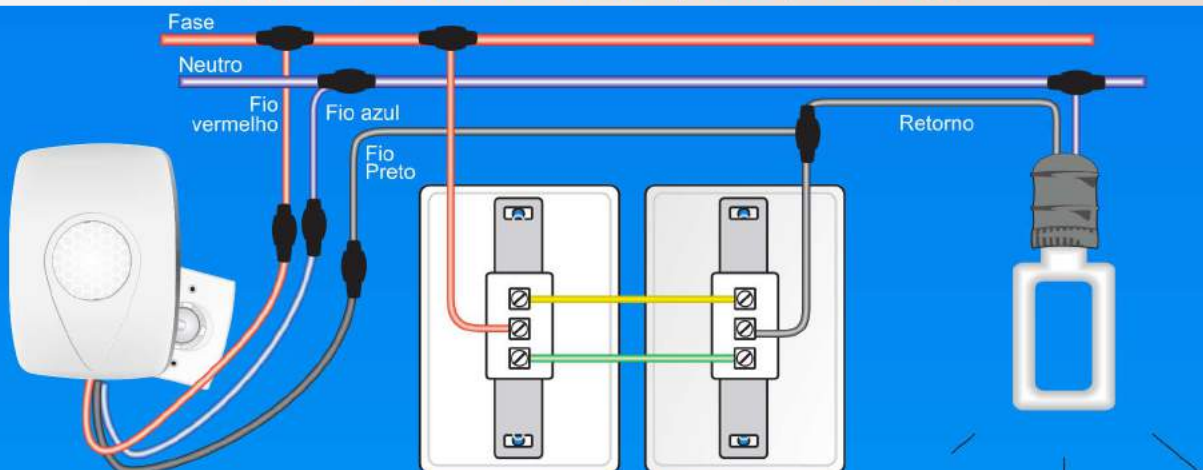 Fase
Neutro
Fio
vermelho
Fio azul
Fio
Preto
Retorno